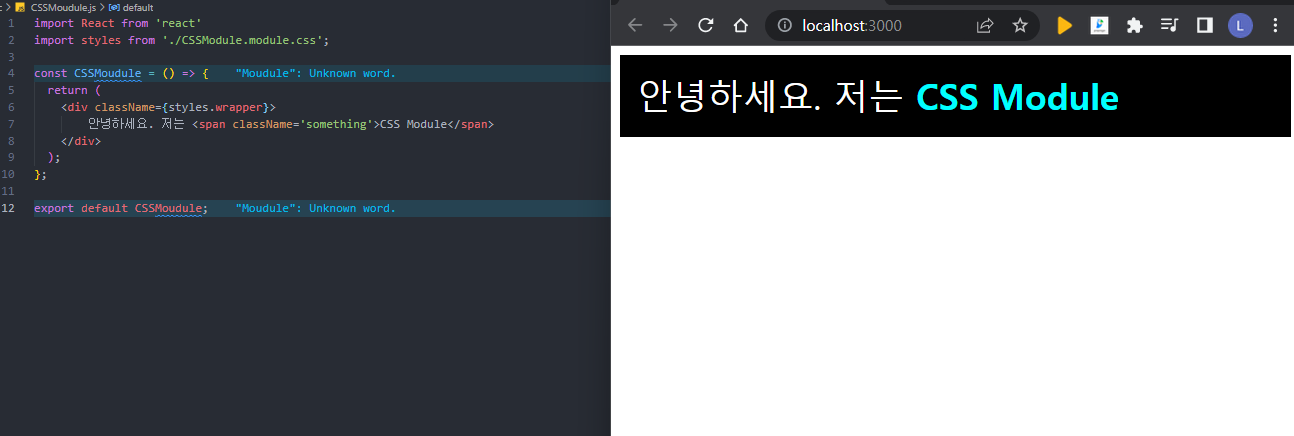 CSSMoudule.js > default
1 import React from 'react'
2 import styles from './CSSModule.module.css';
3
4 const CSSMoudule = () => { "Moudule": Unknown word.
5 return (
6 <div className={styles.wrapper}>
7 안녕하세요. 저는 <span className='something'>CSS Module</span>
8 </div>
9 );
10 };
11
12 export default CSSMoudule; "Moudule": Unknown word.
localhost:3000
L
안녕하세요. 저는 CSS Module